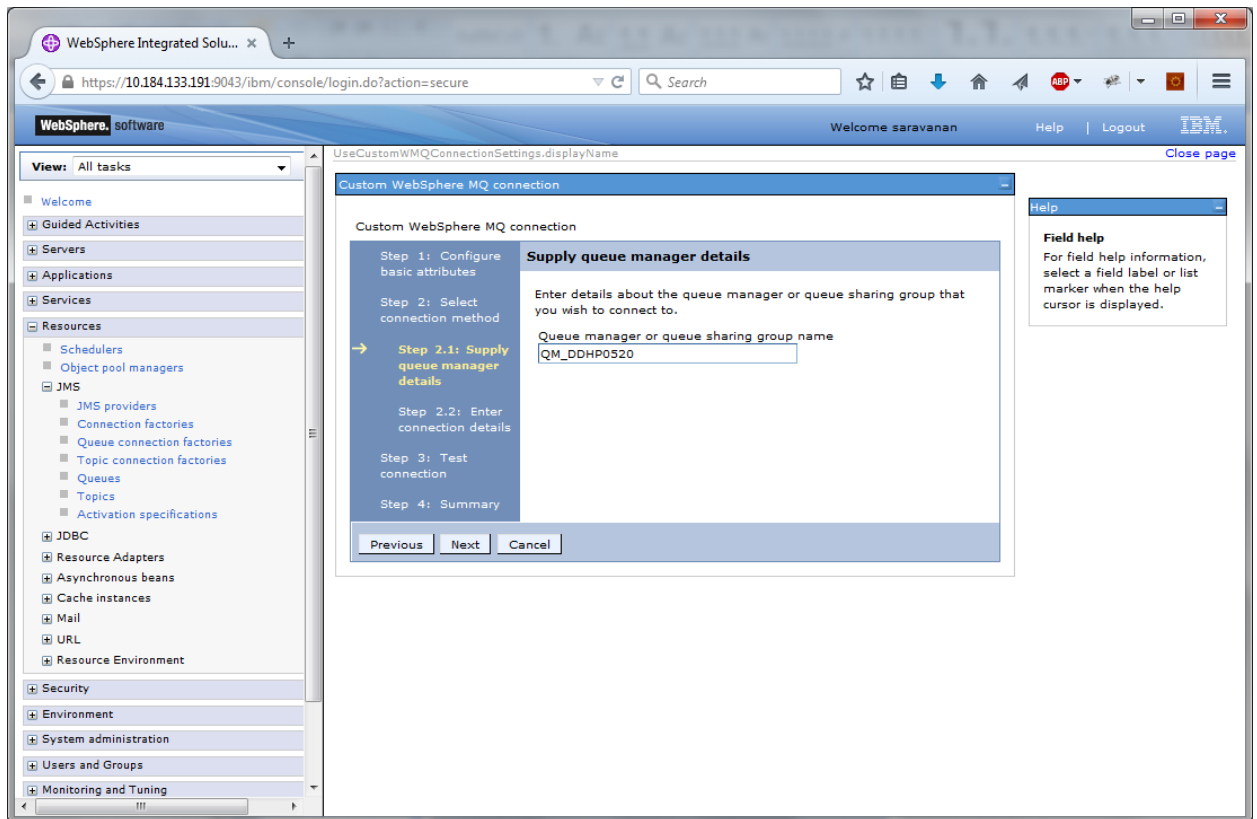 WebSphere Integrated Solu...
https://10.184.133.191:9043/ibm/console/login.do?action=secure
Search
ABP
WebSphere. software
Welcome saravanan
Help | Logout
IBM.
View: All tasks
Welcome
Guided Activities
Servers
Applications
Services
Resources
Schedulers
Object pool managers
JMS
JMS providers
Connection factories
Queue connection factories
Topic connection factories
Queues
Topics
Activation specifications
JDBC
Resource Adapters
Asynchronous beans
Cache instances
Mail
URL
Resource Environment
Security
Environment
System administration
Users and Groups
Monitoring and Tuning
UseCustomWMQConnectionSettings.displayName
Close page
Custom WebSphere MQ connection
Custom WebSphere MQ connection
Step 1: Configure
basic attributes
Step 2: Select
connection method
Step 2.1: Supply
queue manager
details
Step 2.2: Enter
connection details
Step 3: Test
connection
Step 4: Summary
Supply queue manager details
Enter details about the queue manager or queue sharing group that
you wish to connect to.
Queue manager or queue sharing group name
QM_DDHP0520
Previous
Next
Cancel
Help
Field help
For field help information,
select a field label or list
marker when the help
cursor is displayed.